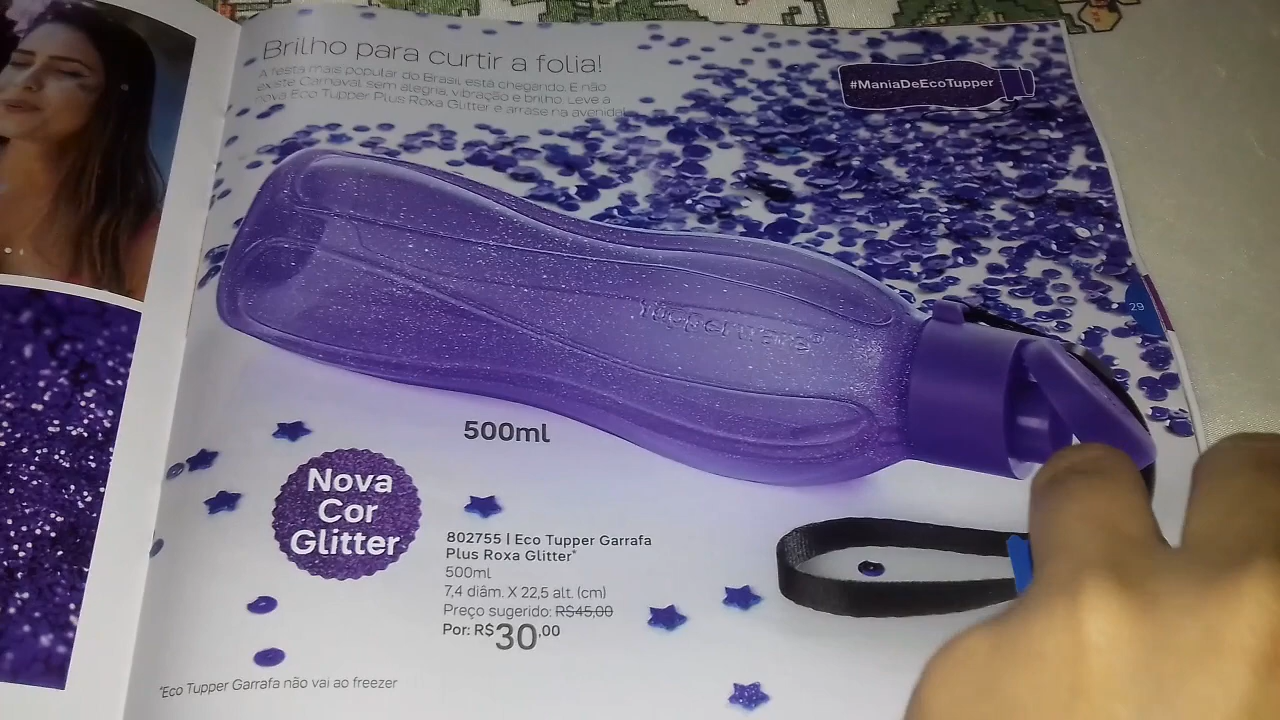 Brilho para curtir a folia!
A festa mais popular do Brasil está chegando. E não
existe Carnaval sem alegria, vibração e brilho. Leve a
nova Eco Tupper Plus Roxa Glitter e arrase na avenida!
#ManiaDeEcoTupper
29
Tupperware®
500ml
Nova
Cor
Glitter
802755 | Eco Tupper Garrafa
Plus Roxa Glitter*
500ml
7,4 diâm. X 22,5 alt. (cm)
Preço sugerido: R$45,00
Por: R$30,00
*Eco Tupper Garrafa não vai ao freezer